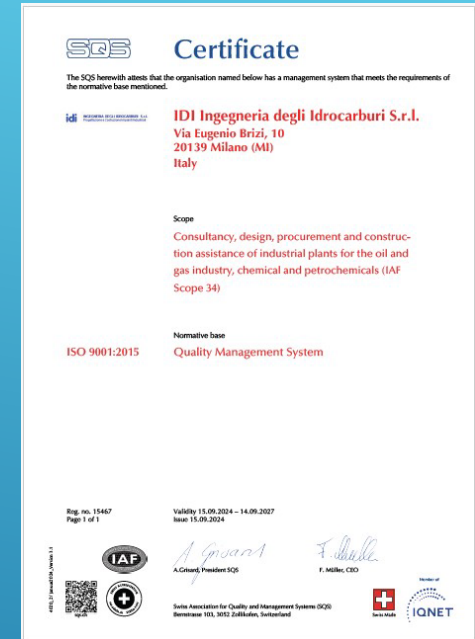 SQS
Certificate
The SQS herewith attests that the organisation named below has a management system that meets the requirements of
the normative base mentioned.
idi
IDI Ingegneria degli Idrocarburi S.r.l.
Via Eugenio Brizi, 10
20139 Milano (MI)
Italy
Scope
Consultancy, design, procurement and construc-
tion assistance of industrial plants for the oil and
gas industry, chemical and petrochemicals (IAF
Scope 34)
Normative base
ISO 9001:2015 Quality Management System
Reg. no. 15467
Page 1 of 1
Validity 15.09.2024 – 14.09.2027
Issue 15.09.2024
IAF
A. Grisard, President SQS
F. Müller, CEO
Swiss Association for Quality and Management Systems (SQS)
Bernstrasse 103, 3052 Zollikofen, Switzerland
Swiss Made
Member of
IQNET